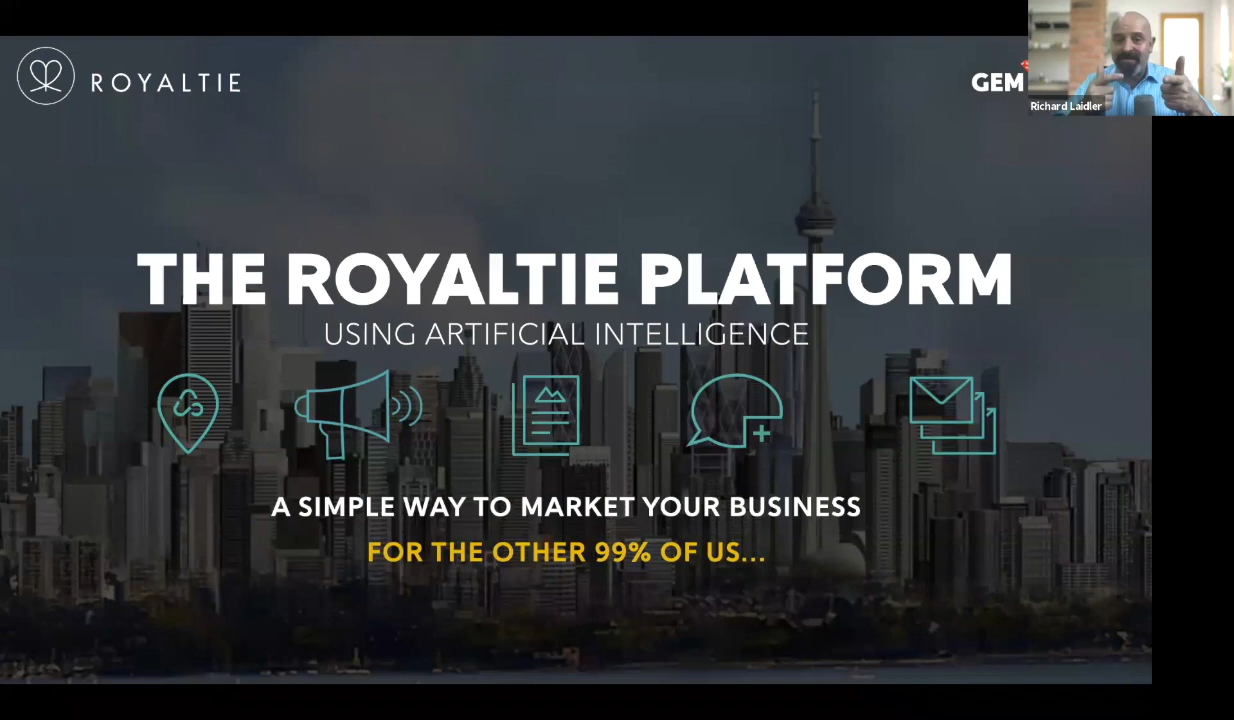 ROYALTIE
GEM
Richard Laidler
THE ROYALTIE PLATFORM
USING ARTIFICIAL INTELLIGENCE
A SIMPLE WAY TO MARKET YOUR BUSINESS
FOR THE OTHER 99% OF US...